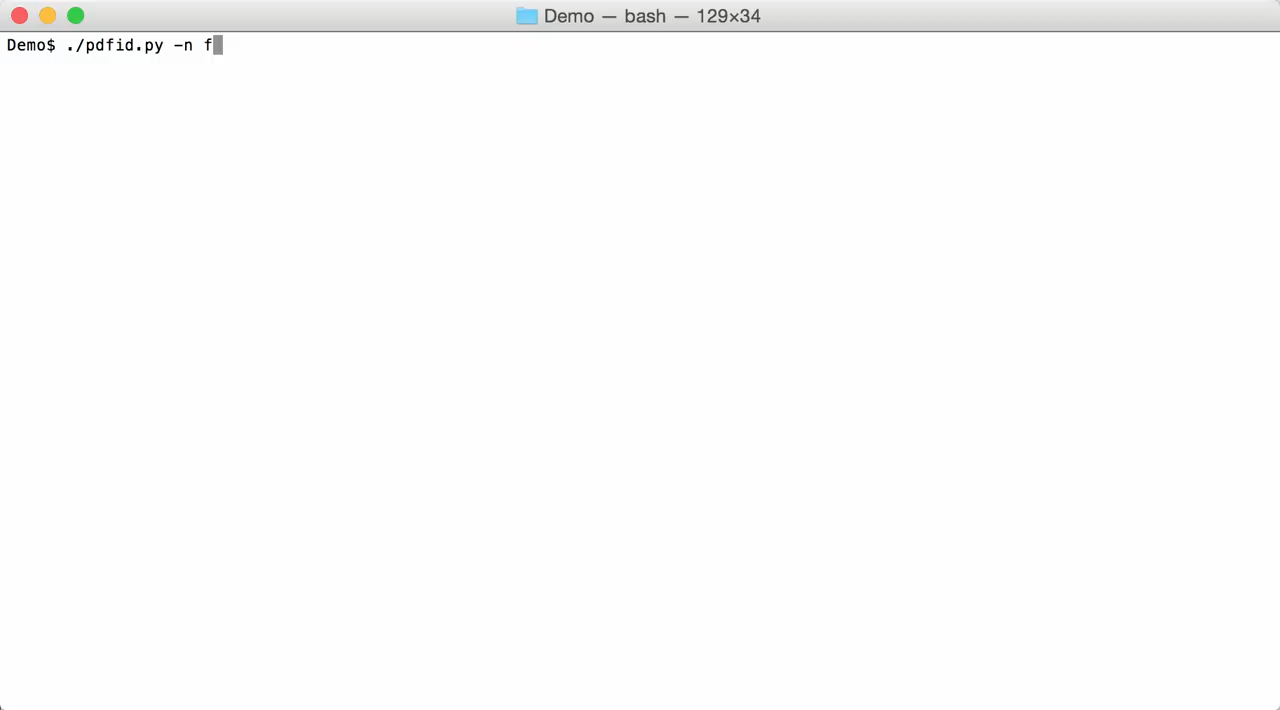 Demo — bash — 129×34
Demo$ ./pdfid.py -n f